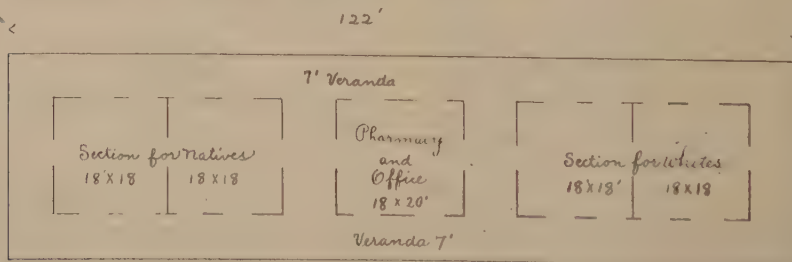 122'
7' Veranda
Section for Natives
18 x 18 18 x 18
Pharmacy
and
Office
18 x 20'
Section for Whites
18 x 18' 18 x 18
Veranda 7'